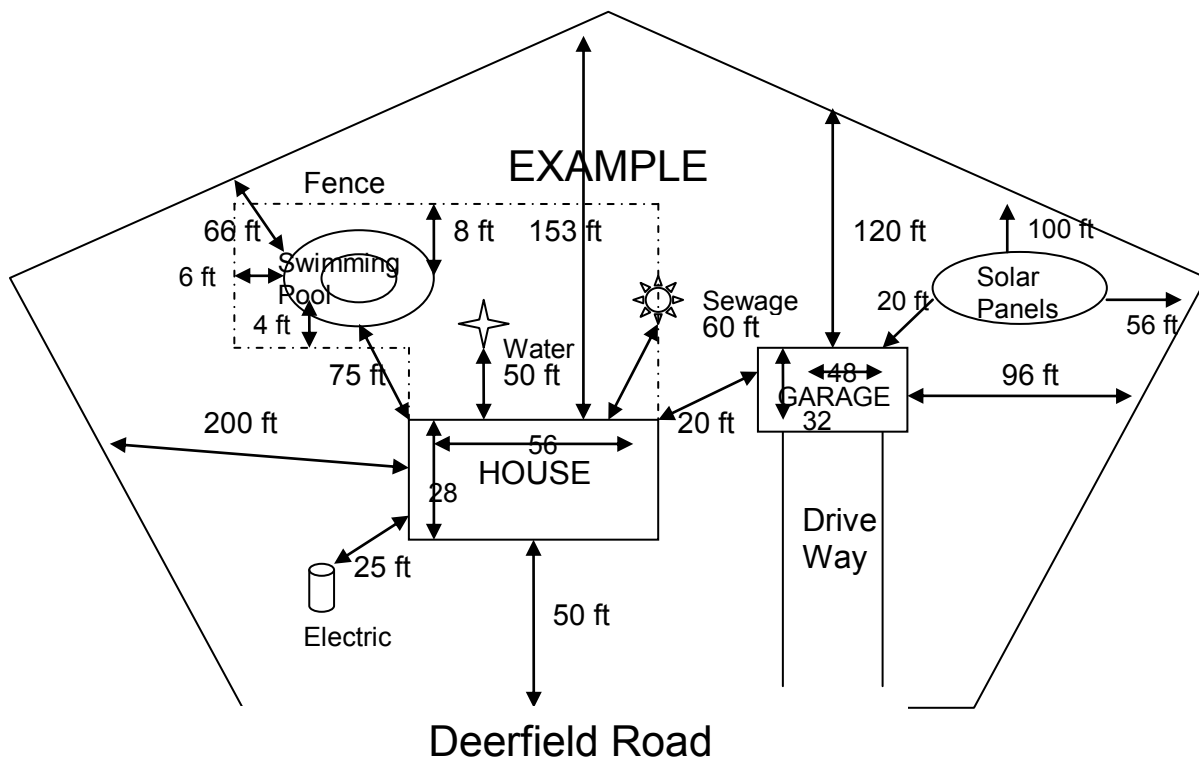 EXAMPLE
Fence
66 ft
8 ft
153 ft
120 ft
100 ft
6 ft
Swimming
Pool
Solar
Panels
Sewage
60 ft
20 ft
56 ft
4 ft
Water
50 ft
75 ft
48
GARAGE
32
96 ft
200 ft
20 ft
56
HOUSE
28
Drive
Way
25 ft
Electric
50 ft
Deerfield Road